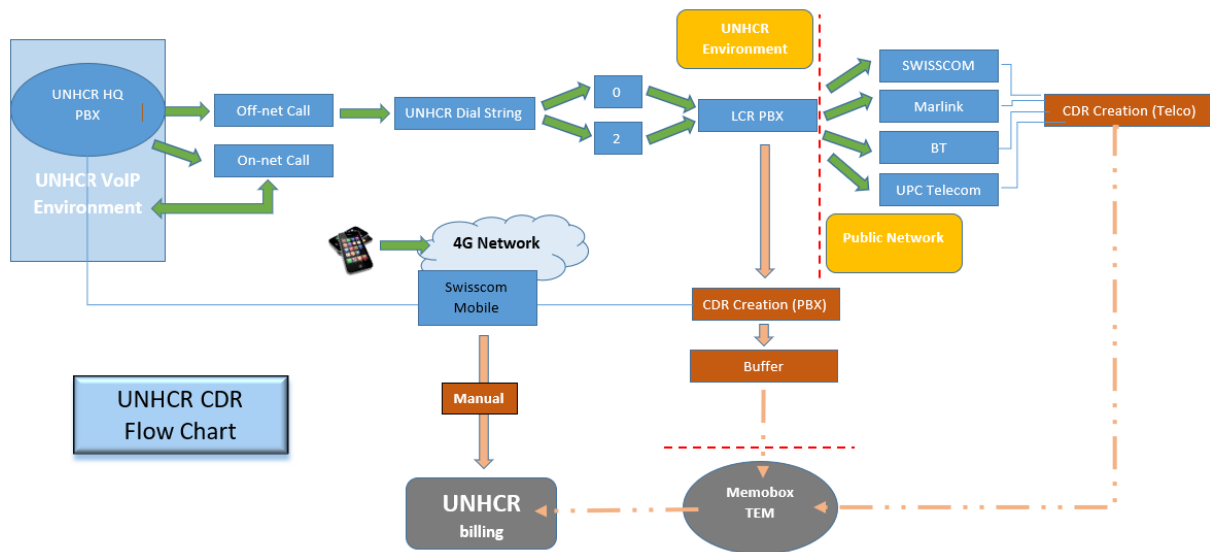 UNHCR
Environment
SWISSCOM
UNHCR HQ
PBX
Off-net Call
UNHCR Dial String
0
2
LCR PBX
Marlink
CDR Creation (Telco)
BT
On-net Call
UNHCR VoIP
Environment
UPC Telecom
Public Network
4G Network
Swisscom
Mobile
CDR Creation (PBX)
Buffer
Manual
UNHCR CDR
Flow Chart
UNHCR
billing
Memobox
TEM